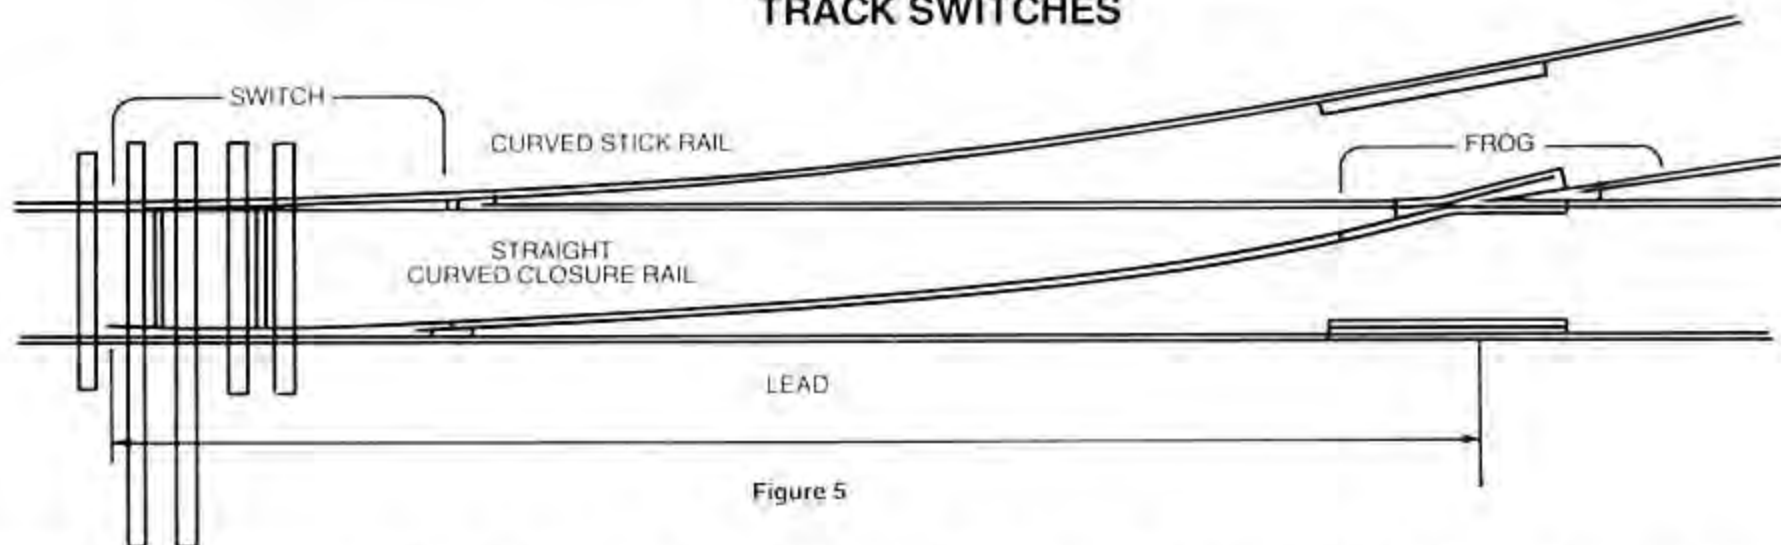 TRACK SWITCHES
SWITCH
CURVED STICK RAIL
FROG
STRAIGHT
CURVED CLOSURE RAIL
LEAD
Figure 5